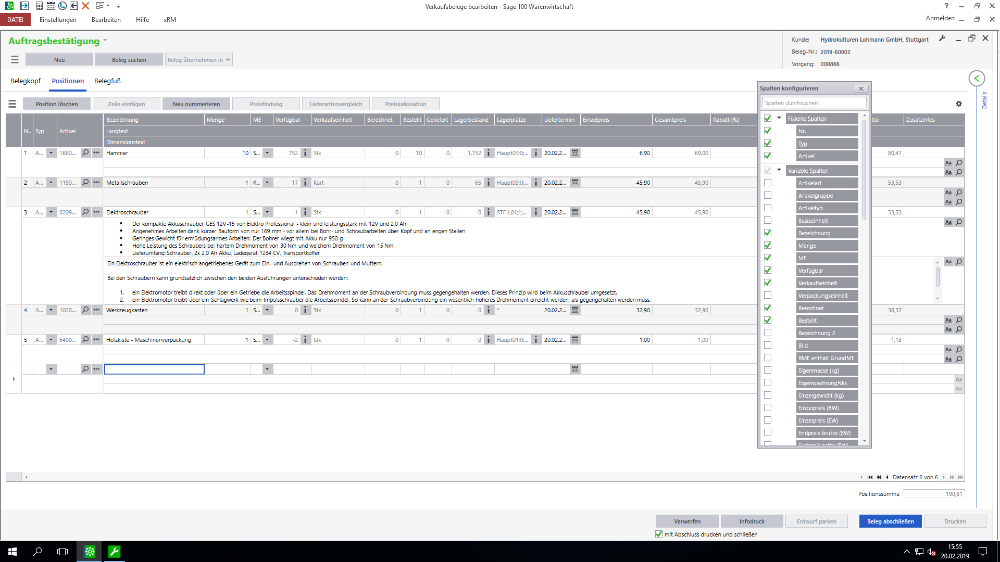 Verkaufsbelege bearbeiten - Sage 100 Warenwirtschaft
DATEI Einstellungen Bearbeiten Hilfe xRM Anmelden
Auftragsbestätigung
Kunde: Hydrokulturen Lohmann GmbH, Stuttgart
Beleg-Nr.: 2019-60002
Vorgang: 000866
Neu Beleg suchen Beleg übernehmen in
Belegkopf Positionen Belegfuß
Details
Position löschen Zeile einfügen Neu nummerieren Preisfindung Lieferantenvergleich Preiskalkulation
N.. Typ Artikel Bezeichnung Menge ME Verfügbar Verkaufseinheit Berechnet Bestellt Geliefert Lagerbestand Lagerplätze Liefertermin Einzelpreis Gesamtpreis Rabatt (%) tto Zusatzinfos
Langtext
Dimensionstext
1 A... 1680... Hammer 10 S... 752 Stk 0 10 0 1.152 Haupt03;0;... 20.02.2... 6,90 69,00 80,47
Aa
Aa
2 A... 1150... Metallschrauben 1 K... 17 Kart 0 1 0 65 Haupt03;0;... 20.02.2... 45,90 45,90 53,53
Aa
Aa
3 A... 0209... Elektroschrauber 1 S... -1 Stk 0 1 0 0 STF-L01;1;... 20.02.2... 45,90 45,90 53,53
Aa
• Der kompakte Akkuschrauber GES 12V-15 von Elektro Professional - klein und leistungsstark mit 12V und 2,0 Ah
• Angenehmes Arbeiten dank kurzer Bauform von nur 169 mm - vor allem bei Bohr- und Schraubarbeiten über Kopf und an engen Stellen
• Geringes Gewicht für ermüdungsarmes Arbeiten: Der Bohrer wiegt mit Akku nur 950 g
• Hohe Leistung des Schraubers bei hartem Drehmoment von 30 Nm und weichem Drehmoment von 15 Nm
• Lieferumfang: Schrauber, 2x 2,0 Ah Akku, Ladegerät 1234 CV, Transportkoffer
Aa
Ein Elektroschrauber ist ein elektrisch angetriebenes Gerät zum Ein- und Ausdrehen von Schrauben und Muttern.
Bei den Schraubern kann grundsätzlich zwischen den beiden Ausführungen unterschieden werden:
1. ein Elektromotor treibt direkt oder über ein Getriebe die Arbeitsspindel. Das Drehmoment an der Schraubverbindung muss gegengehalten werden. Dieses Prinzip wird beim Akkuschrauber umgesetzt.
2. ein Elektromotor treibt über ein Schlagwerk wie beim Impulsschrauber die Arbeitsspindel. So kann an der Schraubverbindung ein wesentlich höheres Drehmoment erreicht werden, als gegengehalten werden muss.
4 A... 1020... Werkzeugkasten 1 S... 0 Stk 0 1 0 0 * 20.02.2... 32,90 32,90 38,37
Aa
Aa
5 A... 6400... Holzkiste - Maschinenverpackung 1 S... -2 Stk 0 1 0 0 Haupt01;0;... 20.02.2... 1,00 1,00 1,18
Aa
Aa
Aa
Aa
Spalten konfigurieren
Spalten durchsuchen
Fixierte Spalten
Nr.
Typ
Artikel
Variable Spalten
Artikelart
Artikelgruppe
Artikeltyp
Basiseinheit
Bezeichnung
Menge
ME
Verfügbar
Verkaufseinheit
Verpackungseinheit
Berechnet
Bestellt
Bezeichnung 2
Bild
BME enthält GrundME
Eigenmasse (kg)
EigenwaehrungNks
Einzelgewicht (kg)
Einzelpreis (BW)
Einzelpreis (EW)
Endpreis brutto (EW)
Endpreis netto (EW)
Datensatz 6 von 6
Positionssumme 190,81
Verwerfen Infodruck Entwurf parken Beleg abschließen Drucken
mit Abschluss drucken und schließen
15:55
20.02.2019